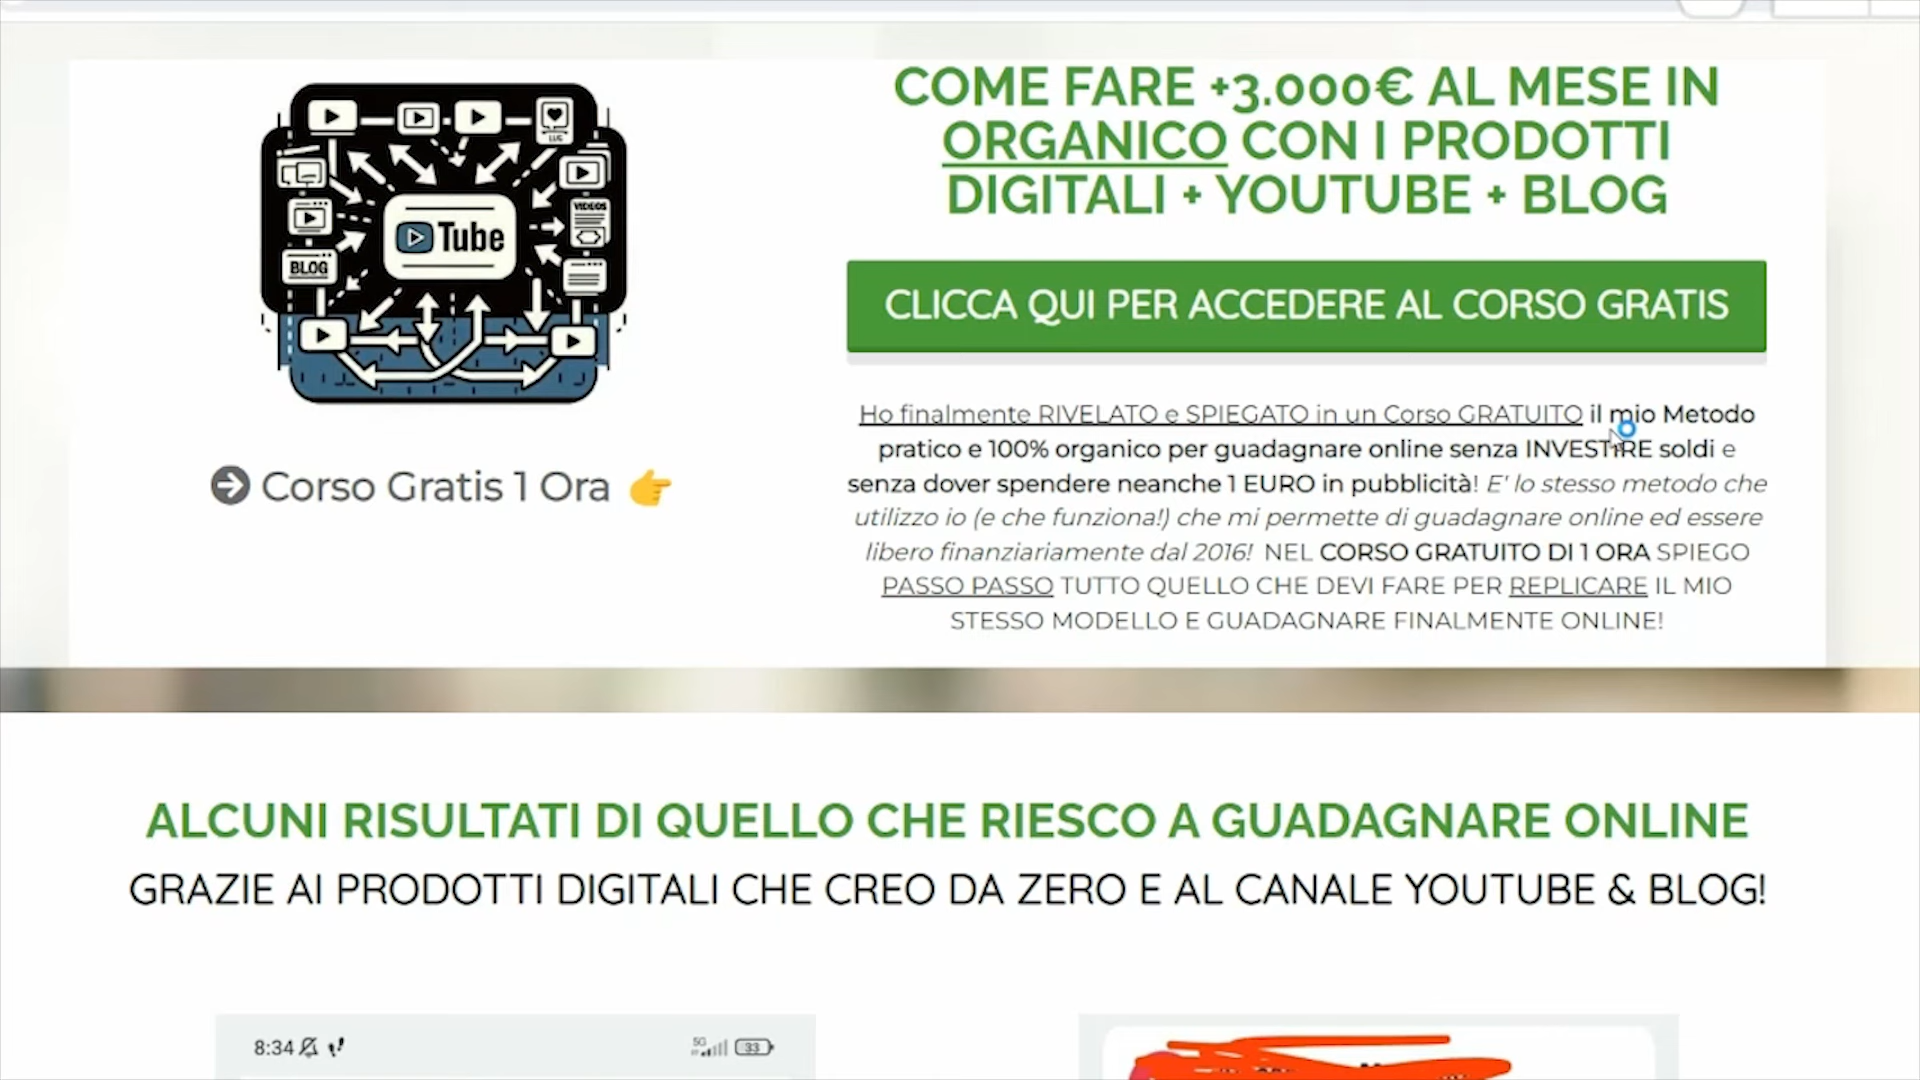 COME FARE +3.000€ AL MESE IN
ORGANICO CON I PRODOTTI
DIGITALI + YOUTUBE + BLOG
CLICCA QUI PER ACCEDERE AL CORSO GRATIS
Ho finalmente RIVELATO e SPIEGATO in un Corso GRATUITO il mio Metodo
pratico e 100% organico per guadagnare online senza INVESTIRE soldi e
senza dover spendere neanche 1 EURO in pubblicità! E' lo stesso metodo che
utilizzo io (e che funziona!) che mi permette di guadagnare online ed essere
libero finanziariamente dal 2016! NEL CORSO GRATUITO DI 1 ORA SPIEGO
PASSO PASSO TUTTO QUELLO CHE DEVI FARE PER REPLICARE IL MIO
STESSO MODELLO E GUADAGNARE FINALMENTE ONLINE!
VIDEOS
Tube
BLOG
Corso Gratis 1 Ora
ALCUNI RISULTATI DI QUELLO CHE RIESCO A GUADAGNARE ONLINE
GRAZIE AI PRODOTTI DIGITALI CHE CREO DA ZERO E AL CANALE YOUTUBE & BLOG!
8:34
5G
33